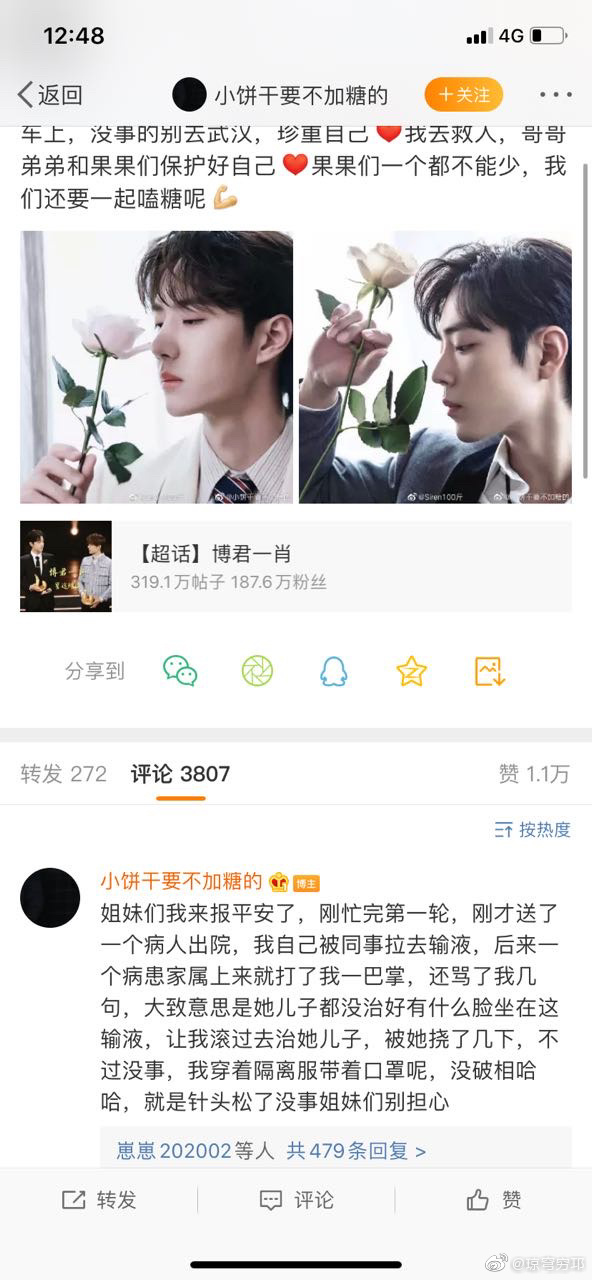 12:48
4G
返回
小饼干要不加糖的
+关注
车上，没事的别去武汉，珍重自己❤️我去救人，哥哥
弟弟和果果们保护好自己❤️果果们一个都不能少，我
们还要一起嗑糖呢💪
@Siren100斤
【超话】博君一肖
319.1万帖子 187.6万粉丝
分享到
转发 272 评论 3807 赞 1.1万
按热度
小饼干要不加糖的 博主
姐妹们我来报平安了，刚忙完第一轮，刚才送了
一个病人出院，我自己被同事拉去输液，后来一
个病患家属上来就打了我一巴掌，还骂了我几
句，大致意思是她儿子都没治好有什么脸坐在这
输液，让我滚过去治她儿子，被她挠了几下，不
过没事，我穿着隔离服带着口罩呢，没破相哈
哈，就是针头松了没事姐妹们别担心
崽崽202002等人 共479条回复 >
转发 评论 赞